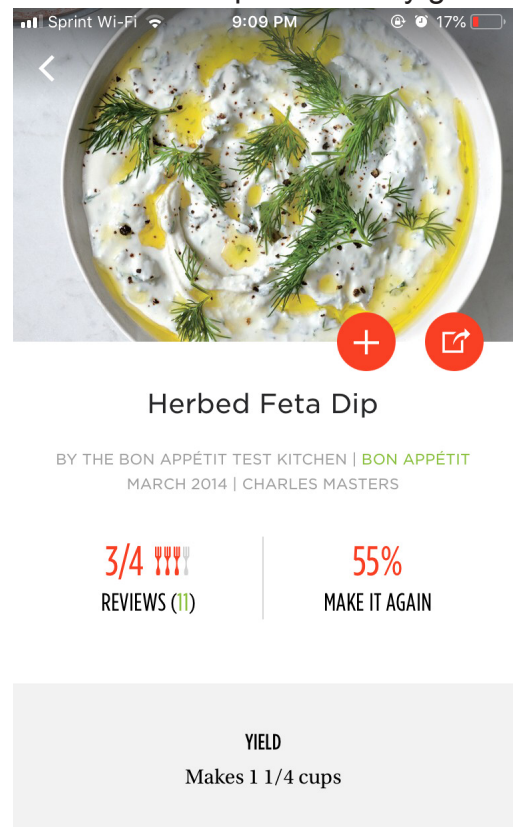 Sprint Wi-Fi 9:09 PM 17%
Herbed Feta Dip
BY THE BON APPÉTIT TEST KITCHEN | BON APPÉTIT
MARCH 2014 | CHARLES MASTERS
3/4 55%
REVIEWS (11) MAKE IT AGAIN
YIELD
Makes 1 1/4 cups